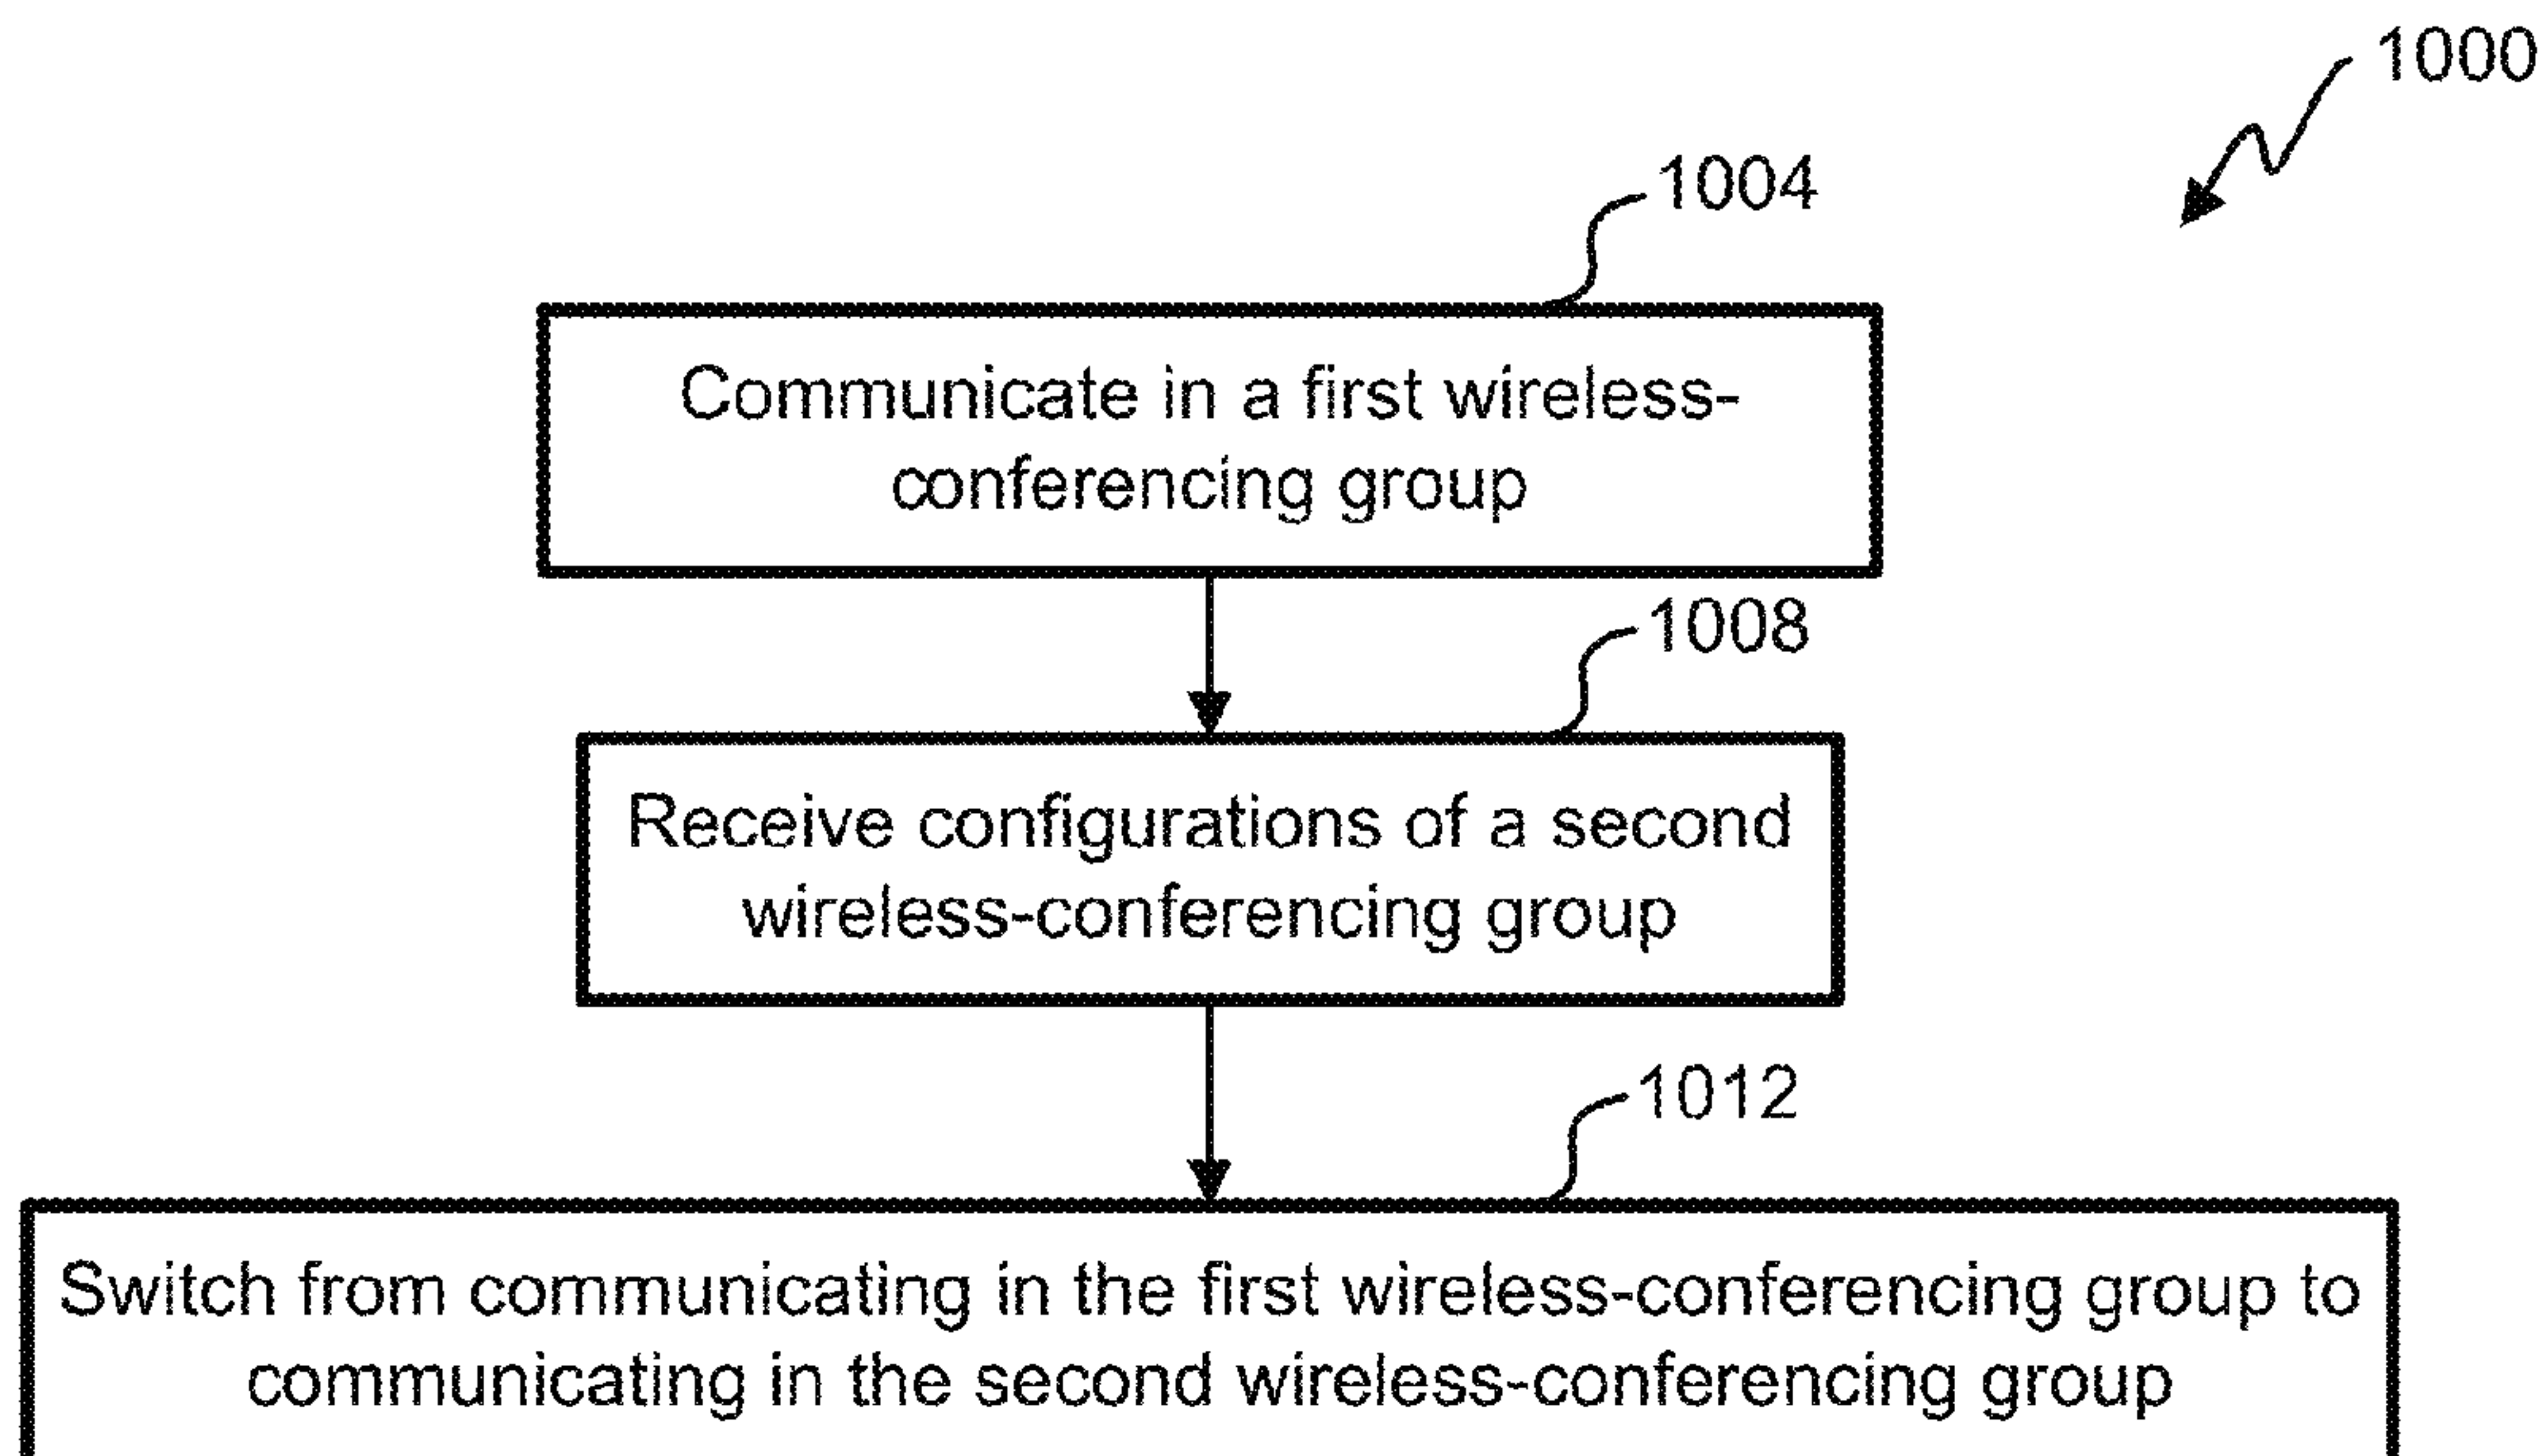 1000
1004
Communicate in a first wireless-
conferencing group
1008
Receive configurations of a second
wireless-conferencing group
1012
Switch from communicating in the first wireless-conferencing group to
communicating in the second wireless-conferencing group